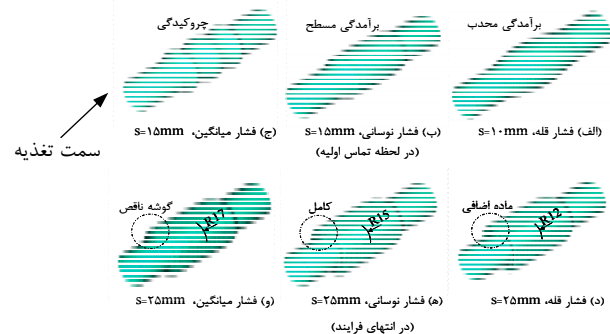 برآمدگی محدب
برآمدگی مسطح
چروکیدگی
(الف) فشار قله، s=۱۰mm
(ب) فشار نوسانی، s=۱۵mm
(ج) فشار میانگین، s=۱۵mm
(در لحظه تماس اولیه)
سمت تغذیه
ماده اضافی
کامل
گوشه ناقص
R12
R15
R17
(د) فشار قله، s=۲۵mm
(ه) فشار نوسانی، s=۲۵mm
(و) فشار میانگین، s=۲۵mm
(در انتهای فرایند)